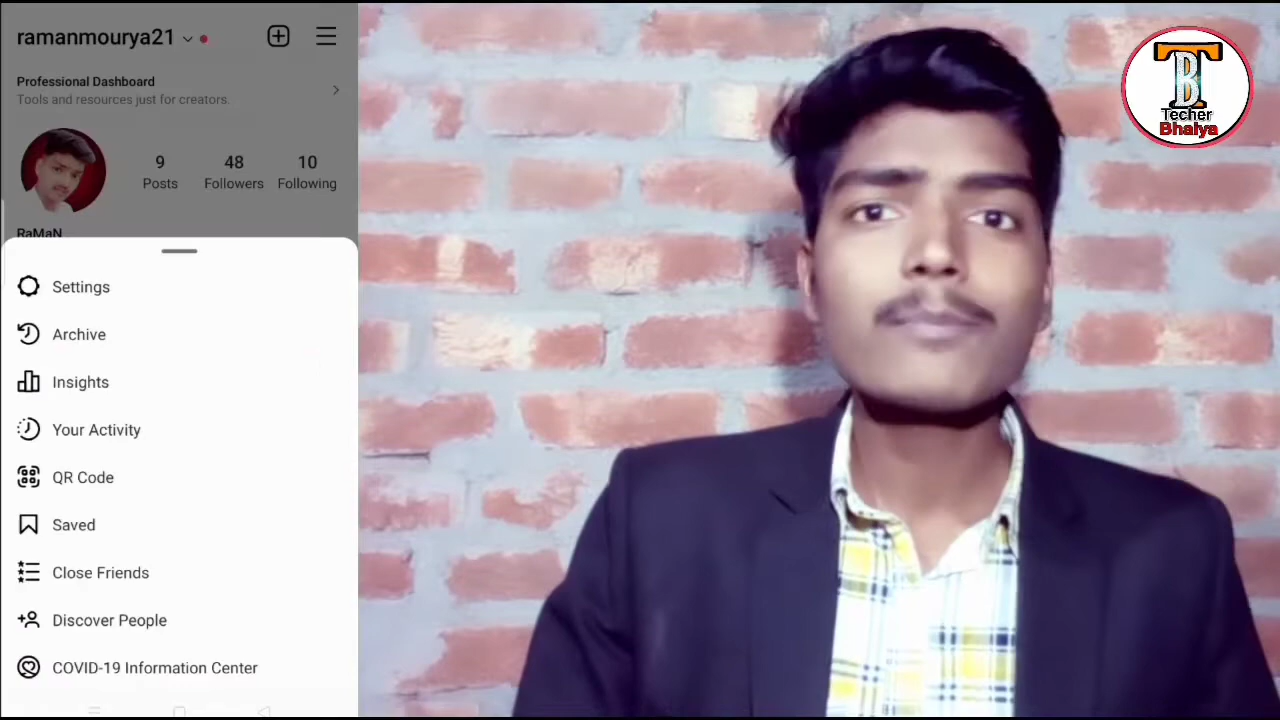 ramanmourya21
Professional Dashboard
Tools and resources just for creators.
9 48 10
Posts Followers Following
RaMaN
Settings
Archive
Insights
Your Activity
QR Code
Saved
Close Friends
Discover People
COVID-19 Information Center
TB
Techer
Bhaiya